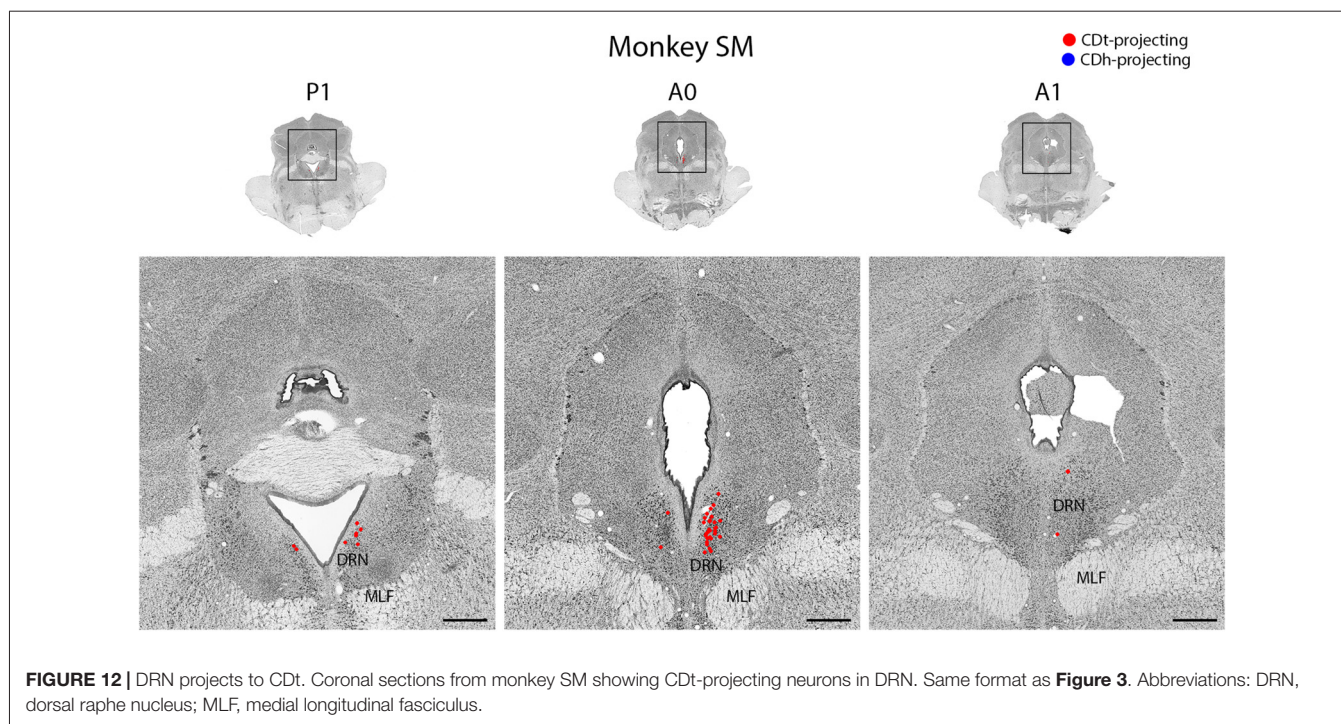 Monkey SM
CDt-projecting
CDh-projecting
P1
A0
A1
DRN
MLF
DRN
MLF
DRN
MLF
FIGURE 12 | DRN projects to CDt. Coronal sections from monkey SM showing CDt-projecting neurons in DRN. Same format as Figure 3. Abbreviations: DRN,
dorsal raphe nucleus; MLF, medial longitudinal fasciculus.